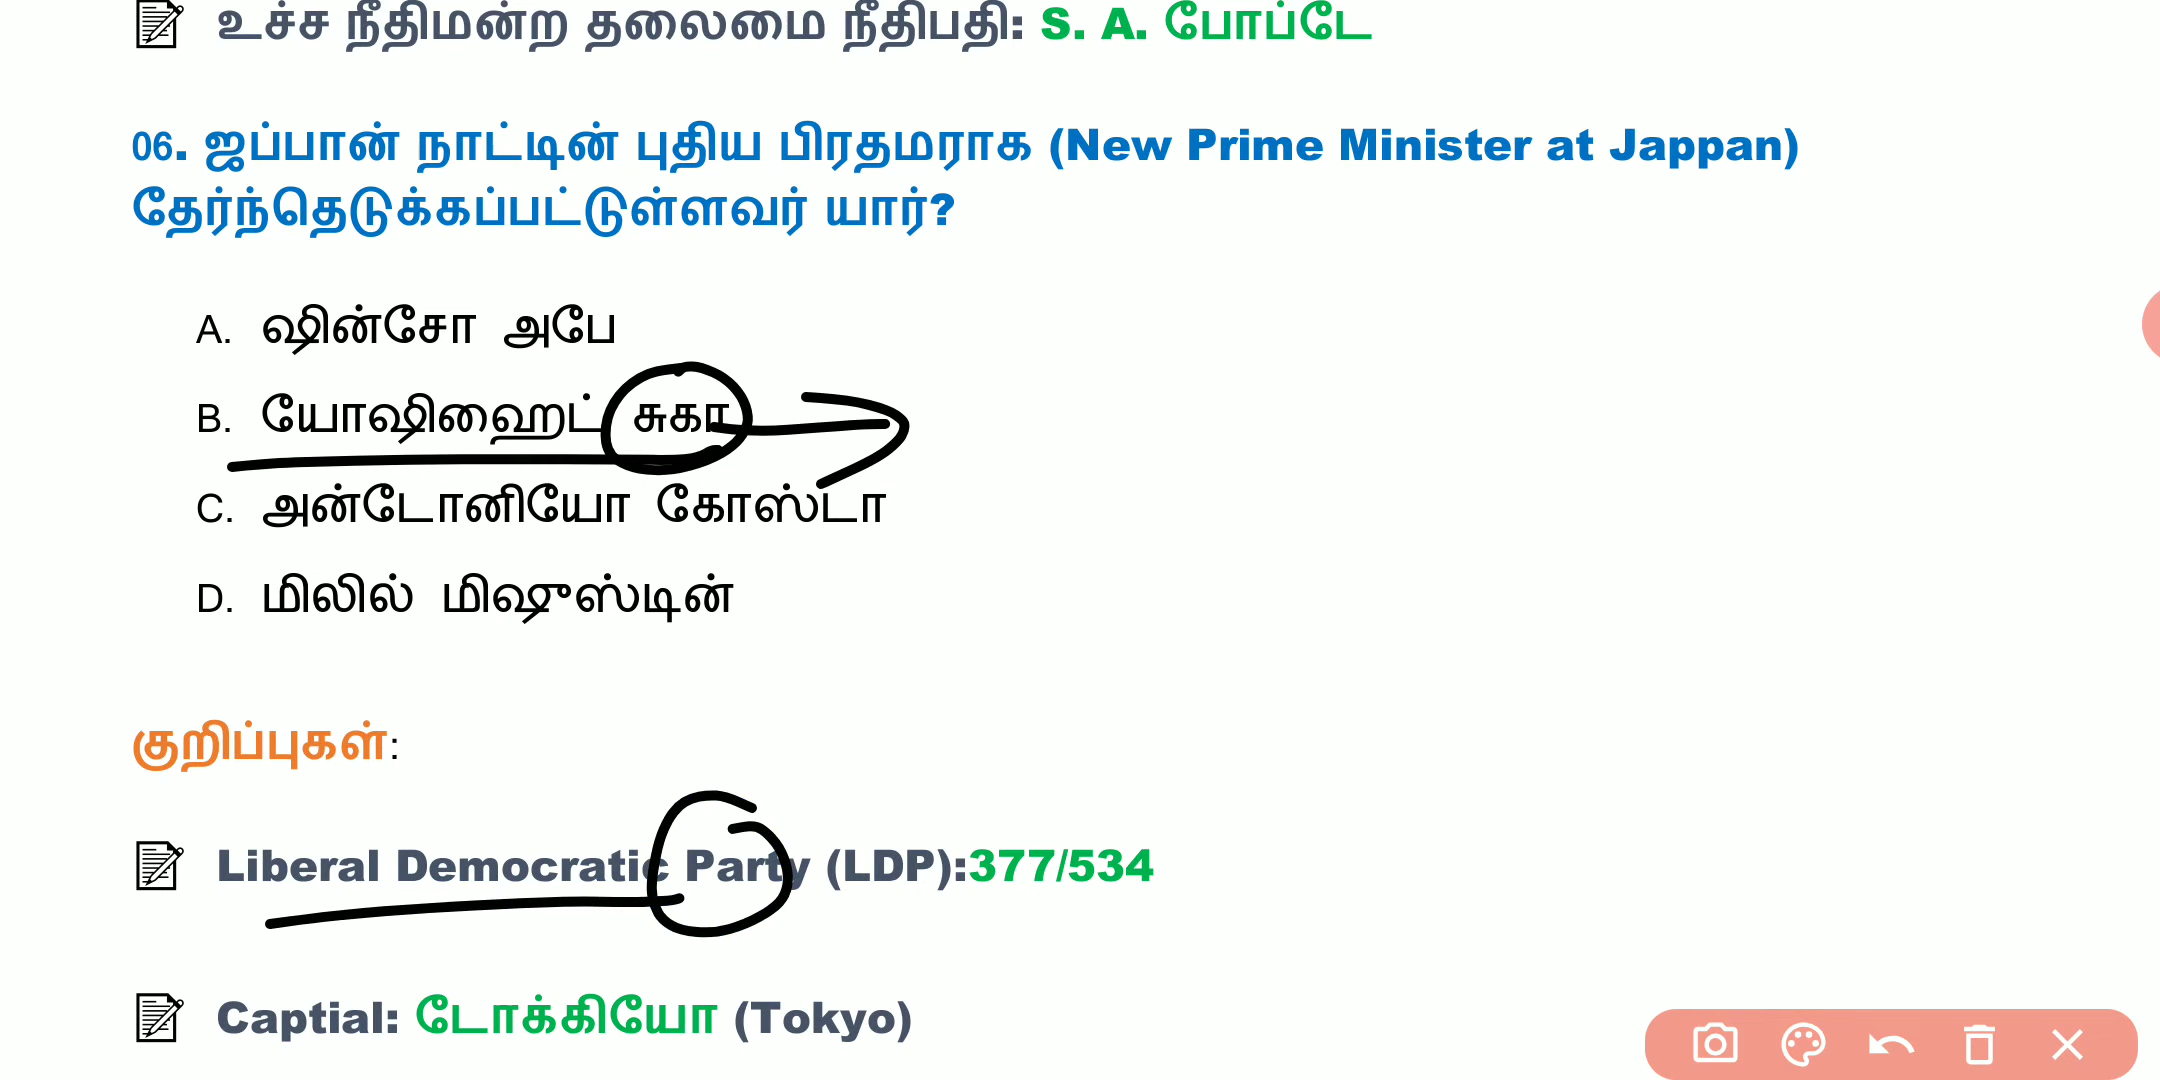 உச்ச நீதிமன்ற தலைமை நீதிபதி: S. A. போப்டே
06. ஜப்பான் நாட்டின் புதிய பிரதமராக (New Prime Minister at Jappan)
தேர்ந்தெடுக்கப்பட்டுள்ளவர் யார்?
A. ஷின்சோ அபே
B. யோஷிஹைட் சுகா
C. அன்டோனியோ கோஸ்டா
D. மிலில் மிஷுஸ்டின்
குறிப்புகள்:
Liberal Democratic Party (LDP):377/534
Captial: டோக்கியோ (Tokyo)